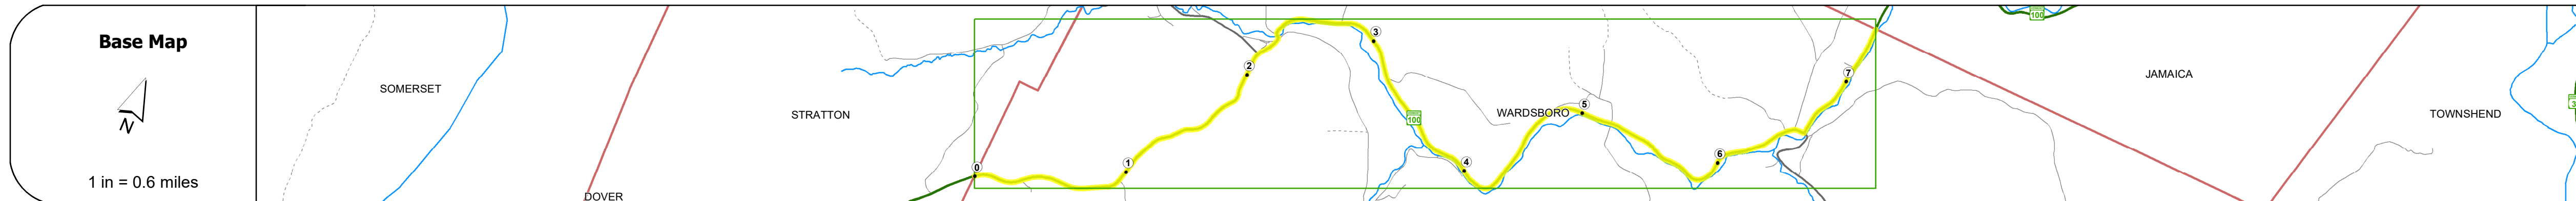 Base Map
N
1 in = 0.6 miles
SOMERSET
DOVER
STRATTON
0
1
2
3
100
4
WARDSBORO
5
6
7
100
JAMAICA
TOWNSHEND
3